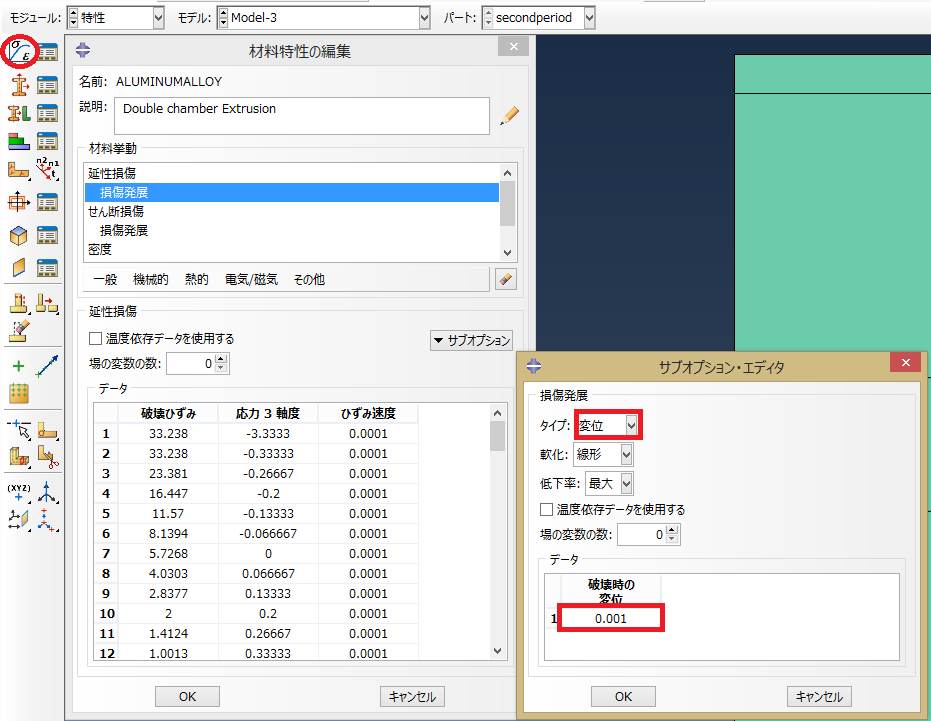 モジュール: 特性 モデル: Model-3 パート: secondperiod
σ
ε
材料特性の編集
名前: ALUMINUMALLOY
説明: Double chamber Extrusion
材料挙動
延性損傷
損傷発展
せん断損傷
損傷発展
密度
一般 機械的 熱的 電気/磁気 その他
延性損傷
温度依存データを使用する
サブオプション
場の変数の数: 0
データ
破壊ひずみ 応力 3 軸度 ひずみ速度
1 33.238 -3.3333 0.0001
2 33.238 -0.33333 0.0001
3 23.381 -0.26667 0.0001
4 16.447 -0.2 0.0001
5 11.57 -0.13333 0.0001
6 8.1394 -0.066667 0.0001
7 5.7268 0 0.0001
8 4.0303 0.066667 0.0001
9 2.8377 0.13333 0.0001
10 2 0.2 0.0001
11 1.4124 0.26667 0.0001
12 1.0013 0.33333 0.0001
OK キャンセル
サブオプション・エディタ
損傷発展
タイプ: 変位
軟化: 線形
低下率: 最大
温度依存データを使用する
場の変数の数: 0
データ
破壊時の
変位
1 0.001
OK キャンセル
n2 n1
t
(XYZ)